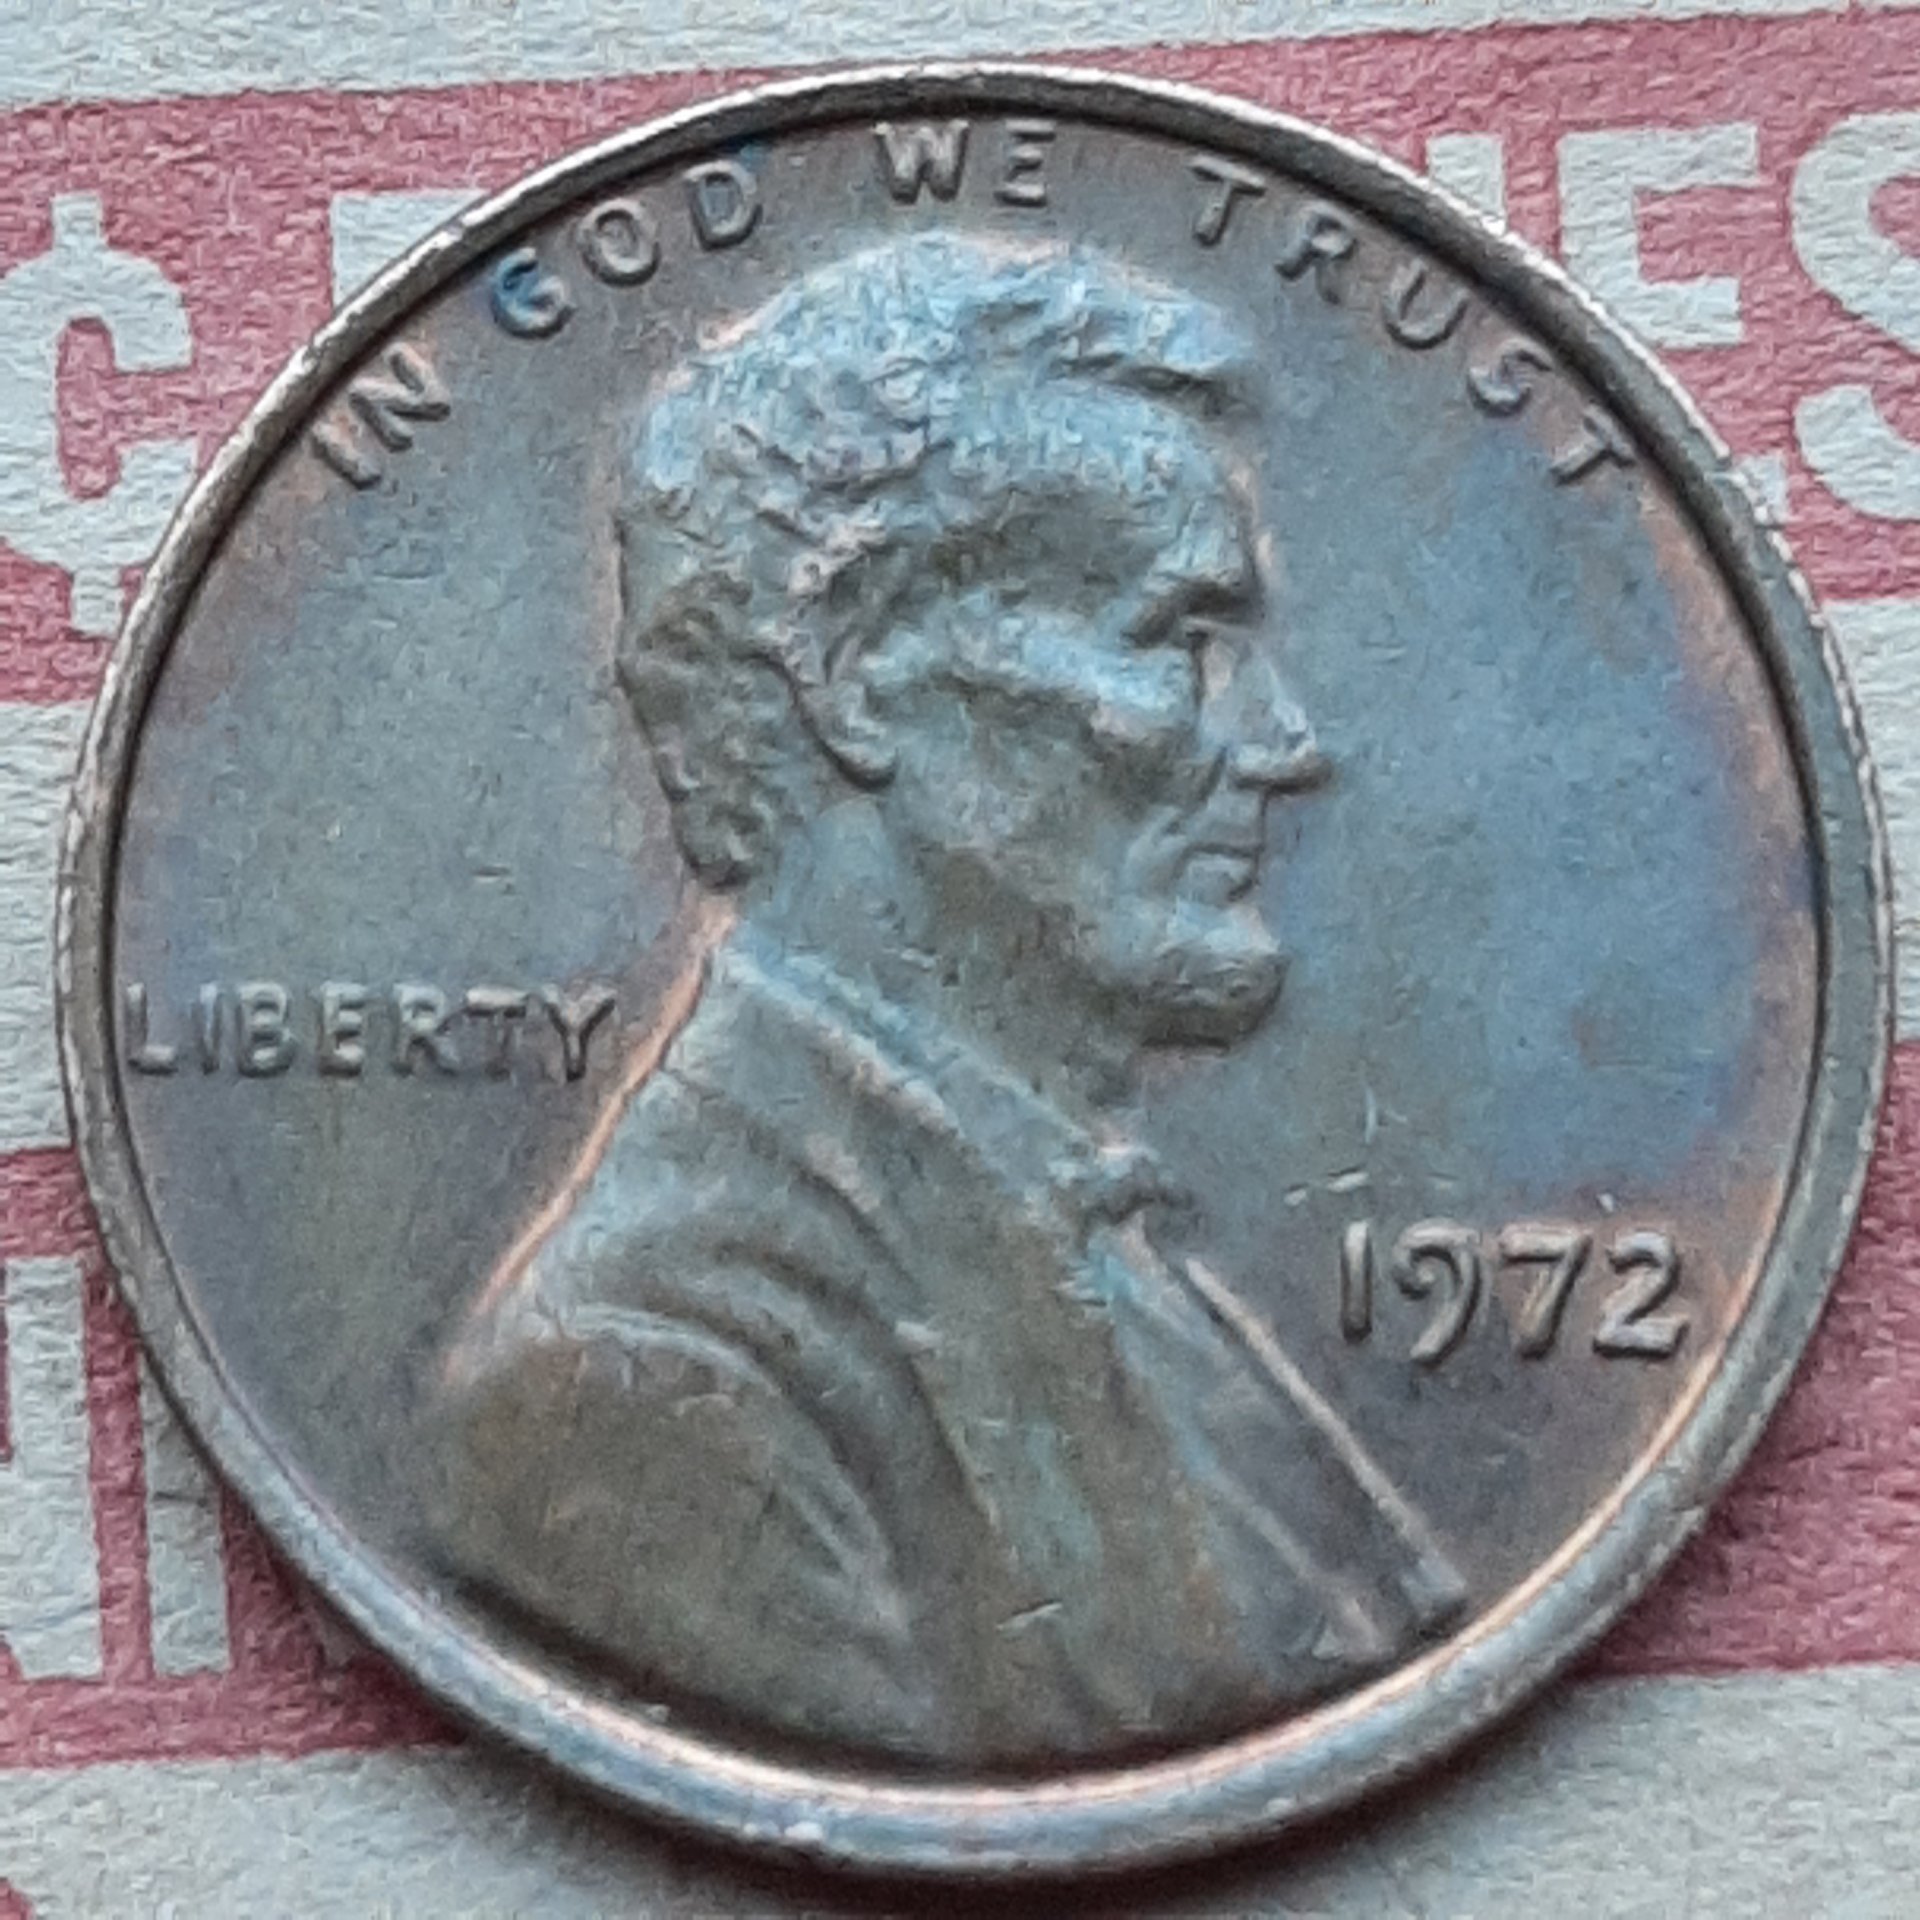 IN GOD WE TRUST
LIBERTY
1972